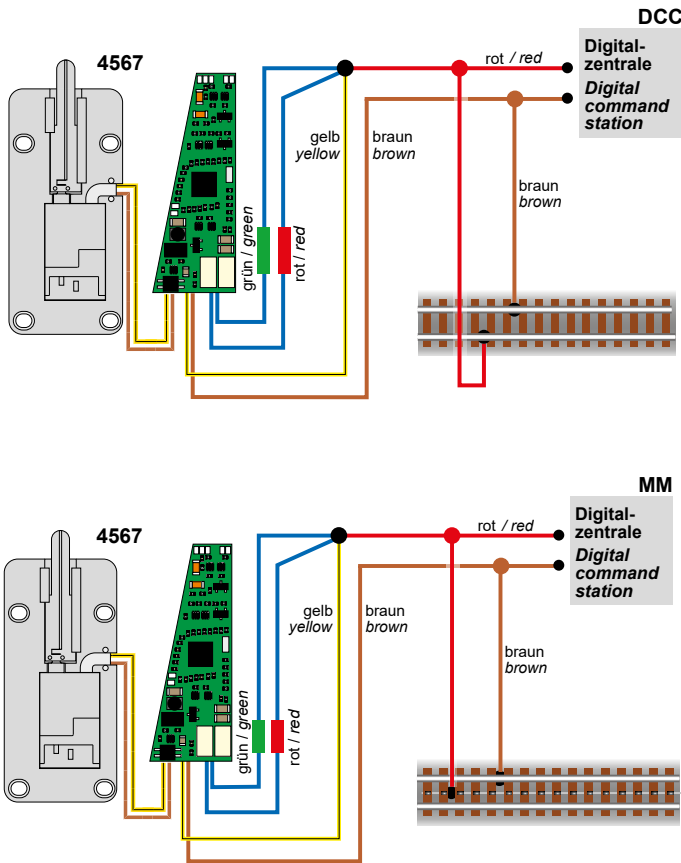 DCC
4567
rot / red
Digital-
zentrale
Digital
command
station
gelb
yellow
braun
brown
braun
brown
grün / green
rot / red
MM
4567
rot / red
Digital-
zentrale
Digital
command
station
gelb
yellow
braun
brown
braun
brown
grün / green
rot / red